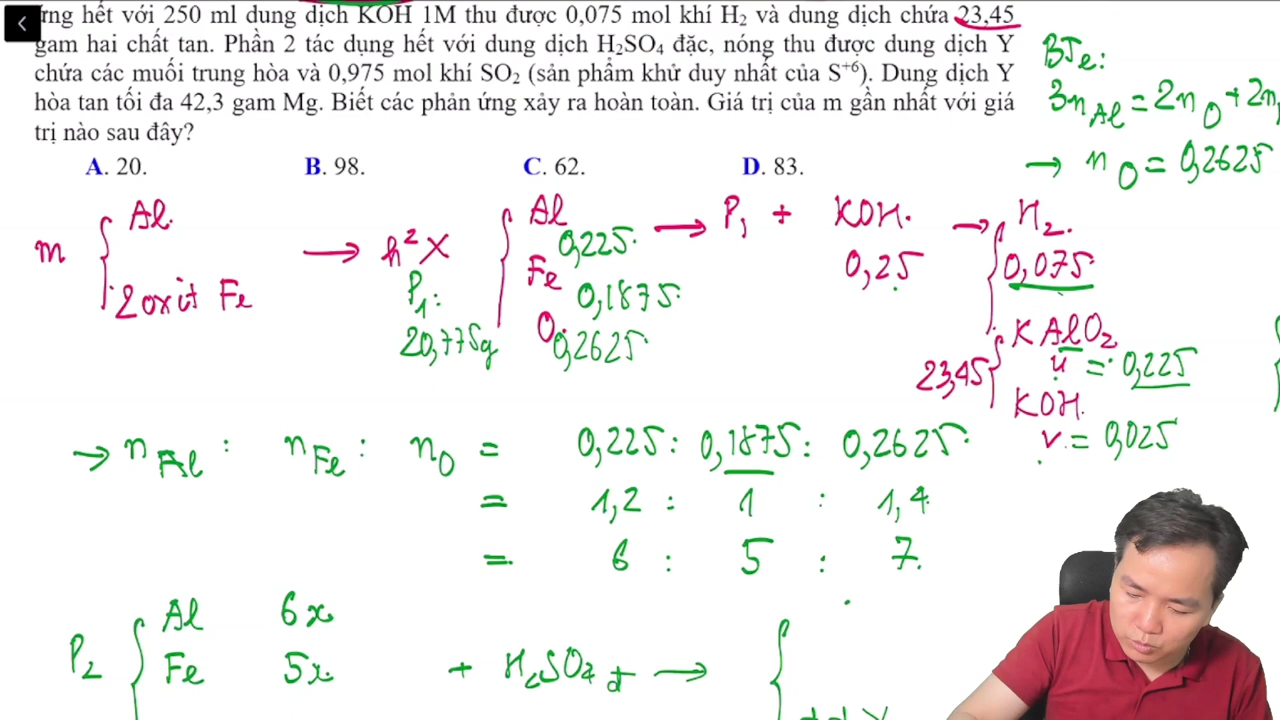 ứng hết với 250 ml dung dịch KOH 1M thu được 0,075 mol khí H₂ và dung dịch chứa 23,45
gam hai chất tan. Phần 2 tác dụng hết với dung dịch H₂SO₄ đặc, nóng thu được dung dịch Y
chứa các muối trung hòa và 0,975 mol khí SO₂ (sản phẩm khử duy nhất của S⁺⁶). Dung dịch Y
hòa tan tối đa 42,3 gam Mg. Biết các phản ứng xảy ra hoàn toàn. Giá trị của m gần nhất với giá
trị nào sau đây?
A. 20. B. 98. C. 62. D. 83.
BTe:
3n Al = 2n O + 2n
→ n O = 0,2625
m { Al
2 oxit Fe
→ h² X
P₁:
20,775g
Al
0,225
Fe
0,1875
O
0,2625
→ P₁ + KOH
0,25
→ H₂
0,075
23,45
KAlO₂
u = 0,225
KOH
v = 0,025
→ n Al : n Fe : n O = 0,225 : 0,1875 : 0,2625
= 1,2 : 1 : 1,4
= 6 : 5 : 7
P₂ { Al 6x
Fe 5x
+ H₂SO₄ đ →
dd Y